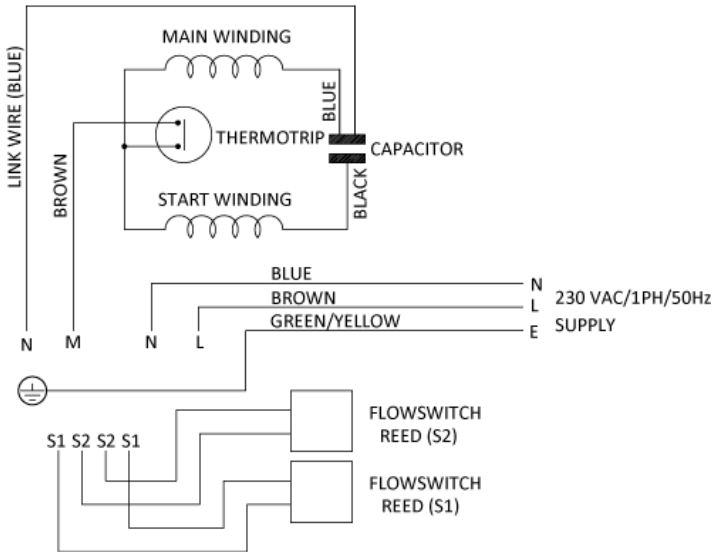 MAIN WINDING
LINK WIRE (BLUE)
BLUE
THERMOTRIP
CAPACITOR
BROWN
BLACK
START WINDING
BLUE
N
BROWN
L
230 VAC/1PH/50Hz
GREEN/YELLOW
E
SUPPLY
N M N L
S1 S2 S2 S1
FLOWSWITCH
REED (S2)
FLOWSWITCH
REED (S1)